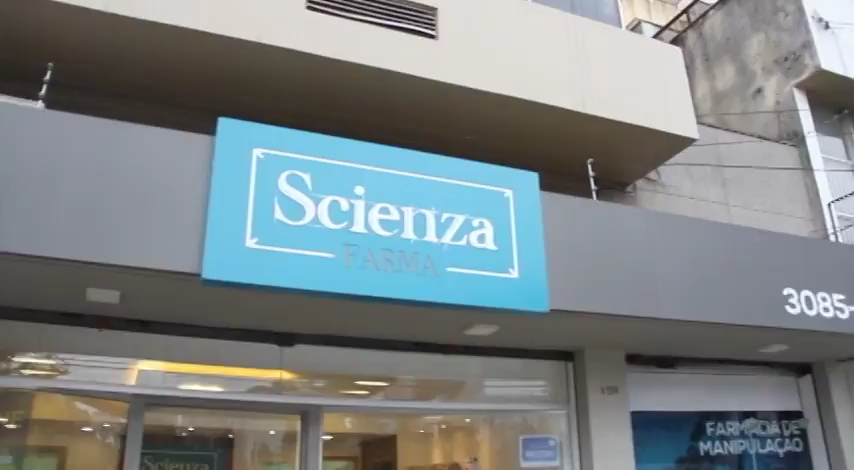 Scienza
FARMA
3085-
FARMÁCIA DE
MANIPULAÇÃO
Scienza